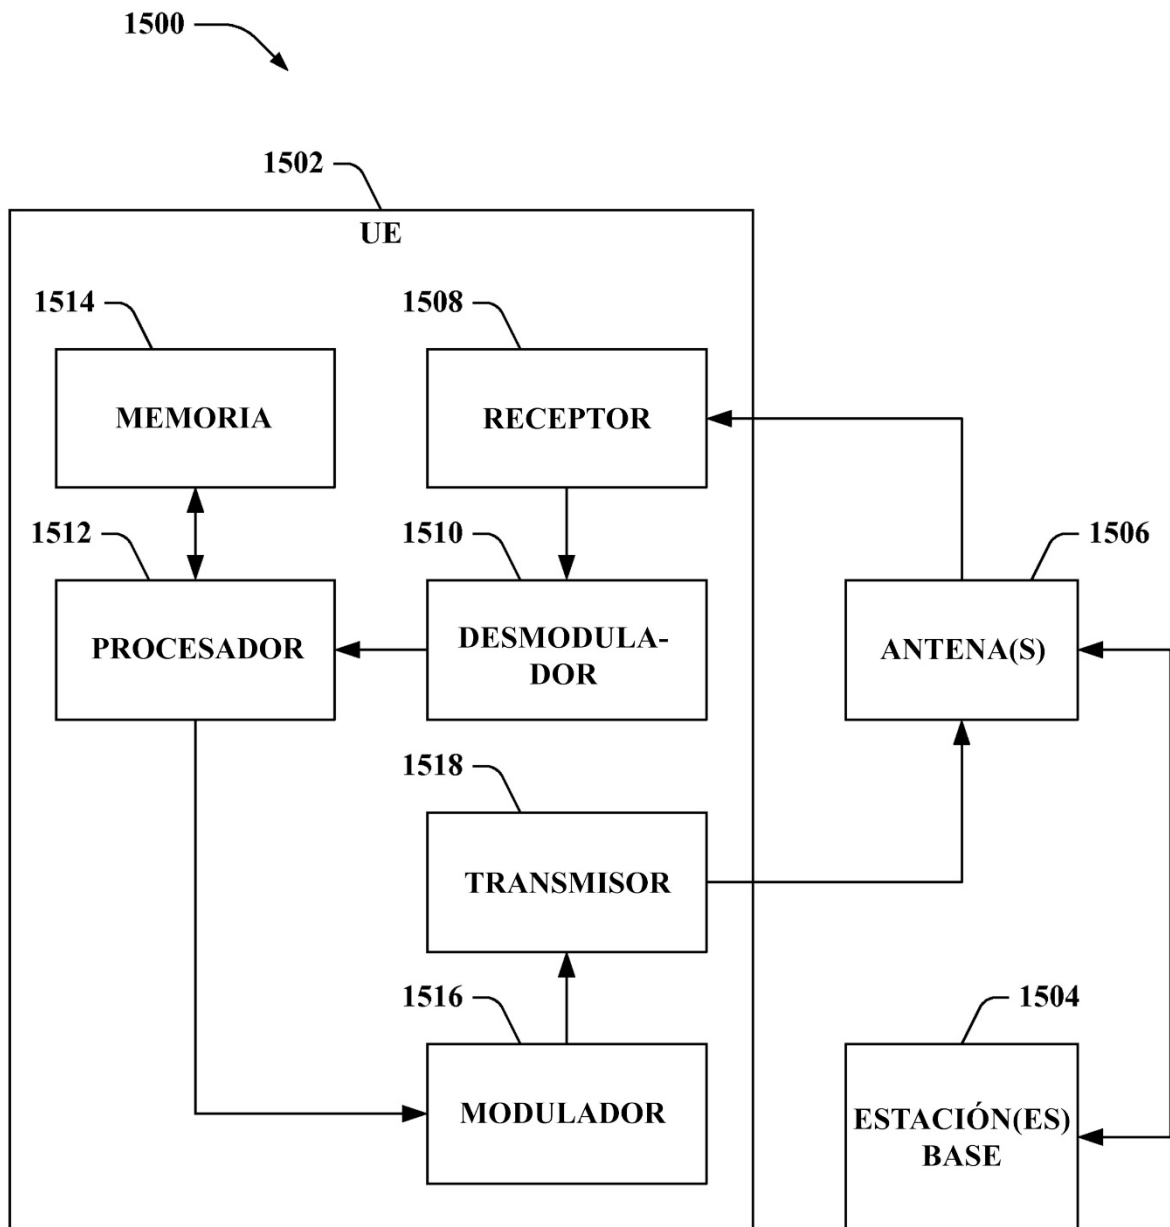 1500
1502
UE
1514
1508
MEMORIA
RECEPTOR
1512
1510
1506
PROCESADOR
DESMODULA-
DOR
ANTENA(S)
1518
TRANSMISOR
1516
1504
MODULADOR
ESTACIÓN(ES)
BASE